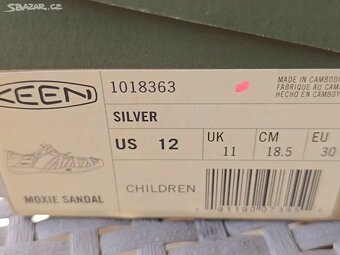 SBAZAR.CZ
KEEN
1018363
MADE IN CAMBODIA
FABRIQUÉ AU CAMBODGE
HECHO EN CAMBOYA
SILVER
US 12
UK 11
CM 18.5
EU 30
MOXIE SANDAL
CHILDREN